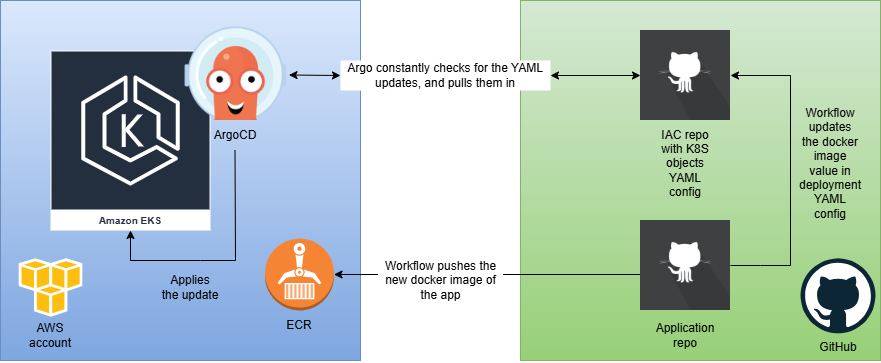 K
ArgoCD
Amazon EKS
Argo constantly checks for the YAML
updates, and pulls them in
IAC repo
with K8S
objects
YAML
config
Workflow
updates
the docker
image
value in
deployment
YAML
config
Applies
the update
Workflow pushes the
new docker image of
the app
AWS
account
ECR
Application
repo
GitHub